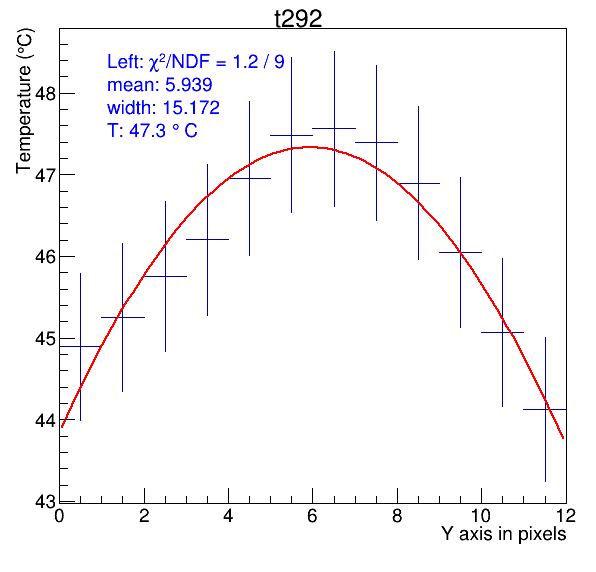 t292
Temperature (°C)
Left: χ²/NDF = 1.2 / 9
mean: 5.939
width: 15.172
T: 47.3 ° C
48
47
46
45
44
43
0 2 4 6 8 10 12
Y axis in pixels